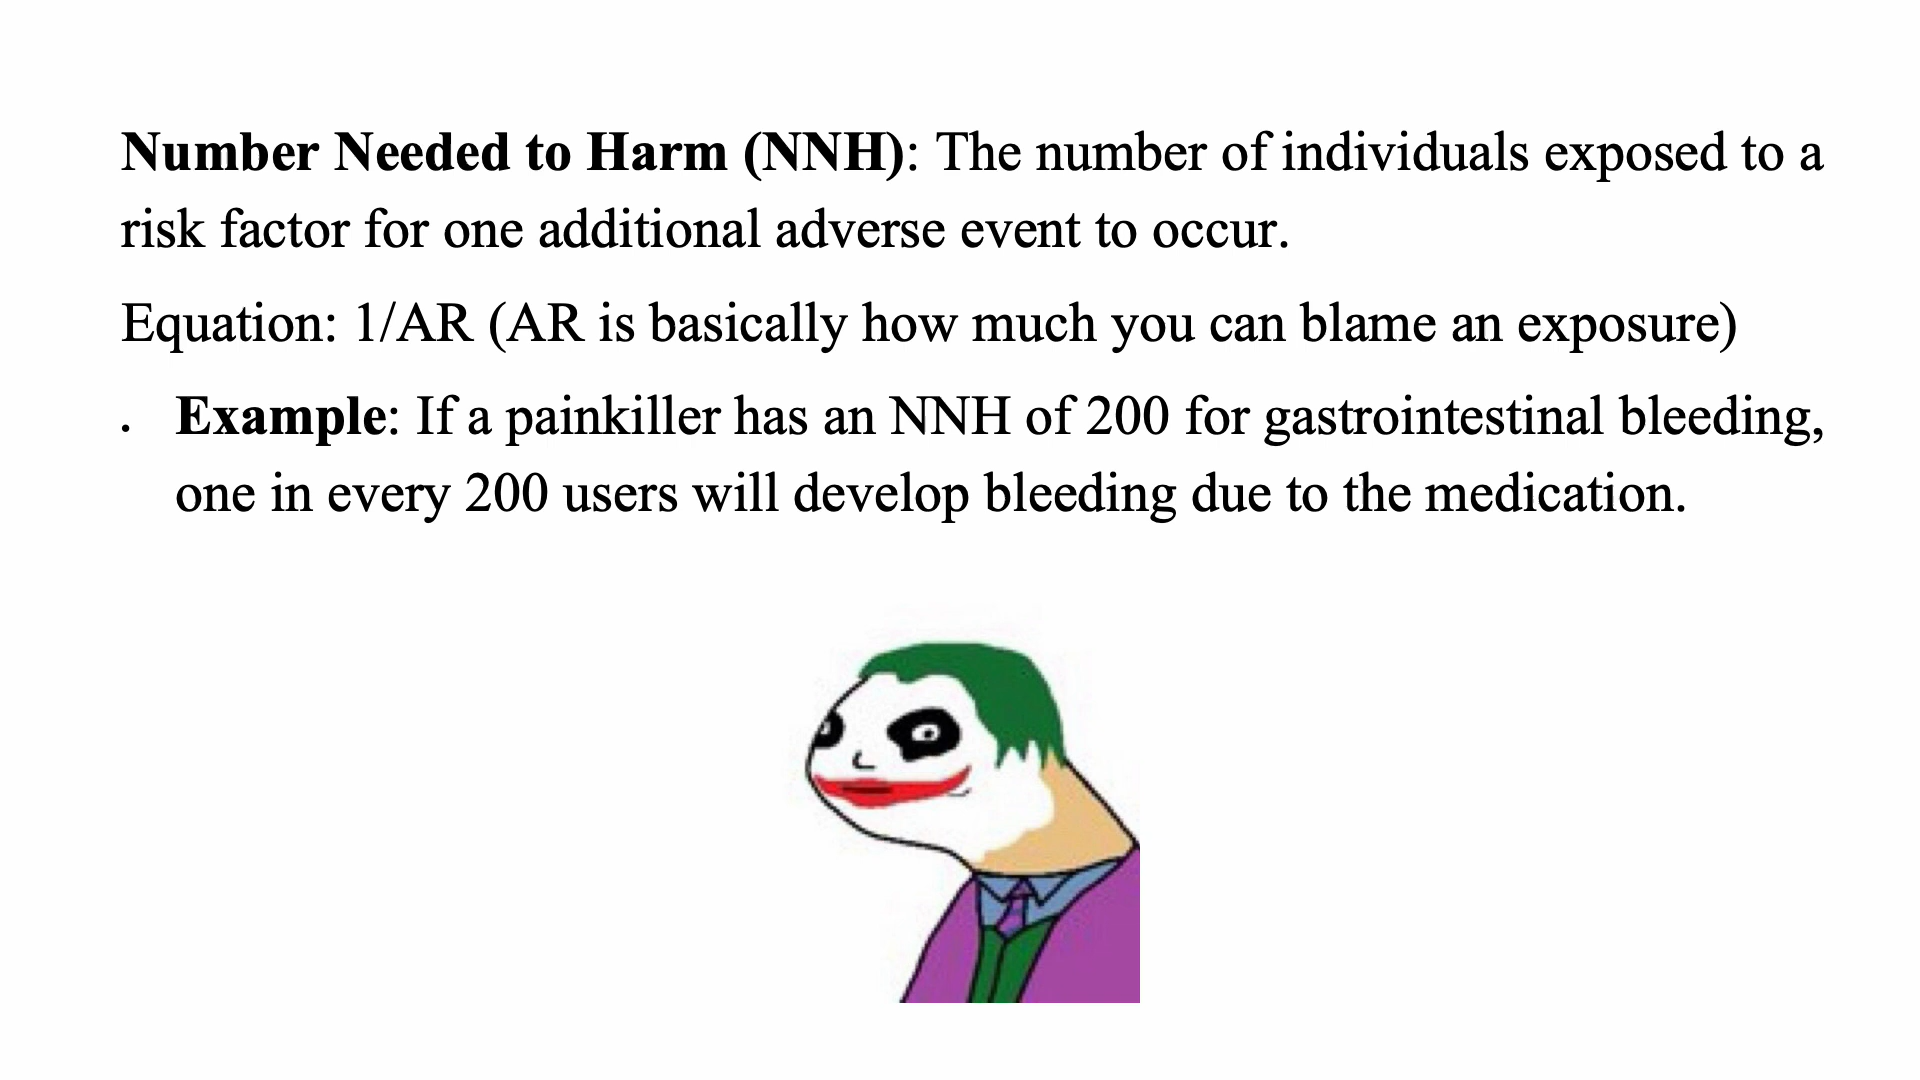 Number Needed to Harm (NNH): The number of individuals exposed to a
risk factor for one additional adverse event to occur.
Equation: 1/AR (AR is basically how much you can blame an exposure)
• Example: If a painkiller has an NNH of 200 for gastrointestinal bleeding,
one in every 200 users will develop bleeding due to the medication.